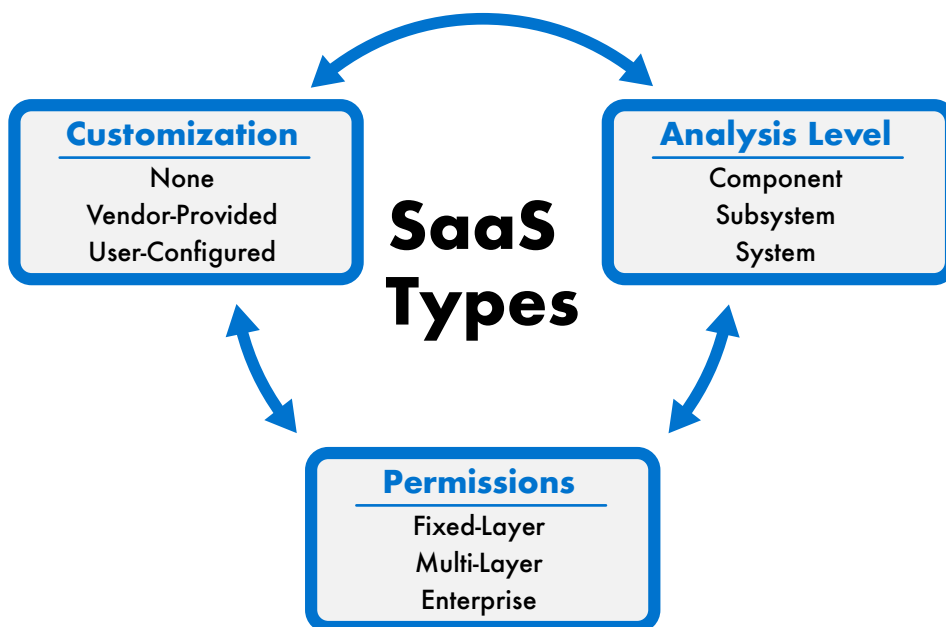 Customization
None
Vendor-Provided
User-Configured
Analysis Level
Component
Subsystem
System
SaaS
Types
Permissions
Fixed-Layer
Multi-Layer
Enterprise